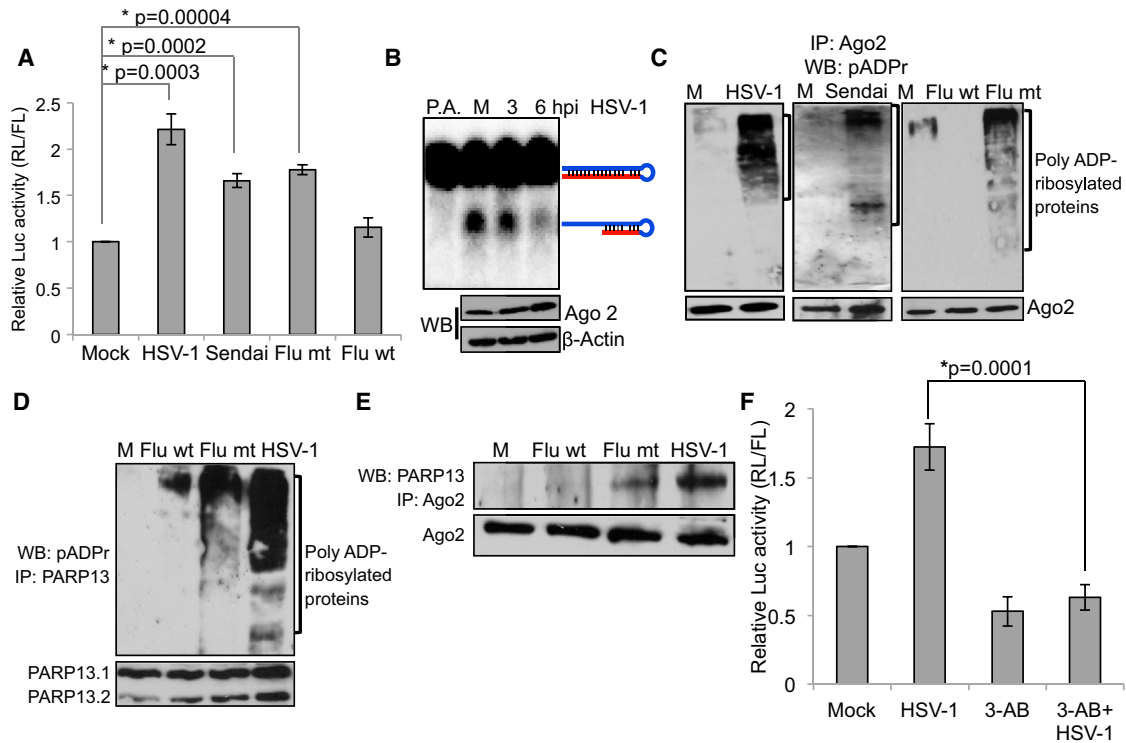 A
* p=0.00004
* p=0.0002
* p=0.0003
Relative Luc activity (RL/FL)
2.5
2
1.5
1
0.5
0
Mock HSV-1 Sendai Flu mt Flu wt
B
P.A. M 3 6 hpi HSV-1
WB
Ago 2
β-Actin
C
IP: Ago2
WB: pADPr
M HSV-1
M Sendai
M Flu wt Flu mt
Poly ADP-
ribosylated
proteins
Ago2
D
M Flu wt Flu mt HSV-1
WB: pADPr
IP: PARP13
Poly ADP-
ribosylated
proteins
PARP13.1
PARP13.2
E
M Flu wt Flu mt HSV-1
WB: PARP13
IP: Ago2
Ago2
F
*p=0.0001
Relative Luc activity (RL/FL)
2
1.5
1
0.5
0
Mock HSV-1 3-AB 3-AB+
HSV-1